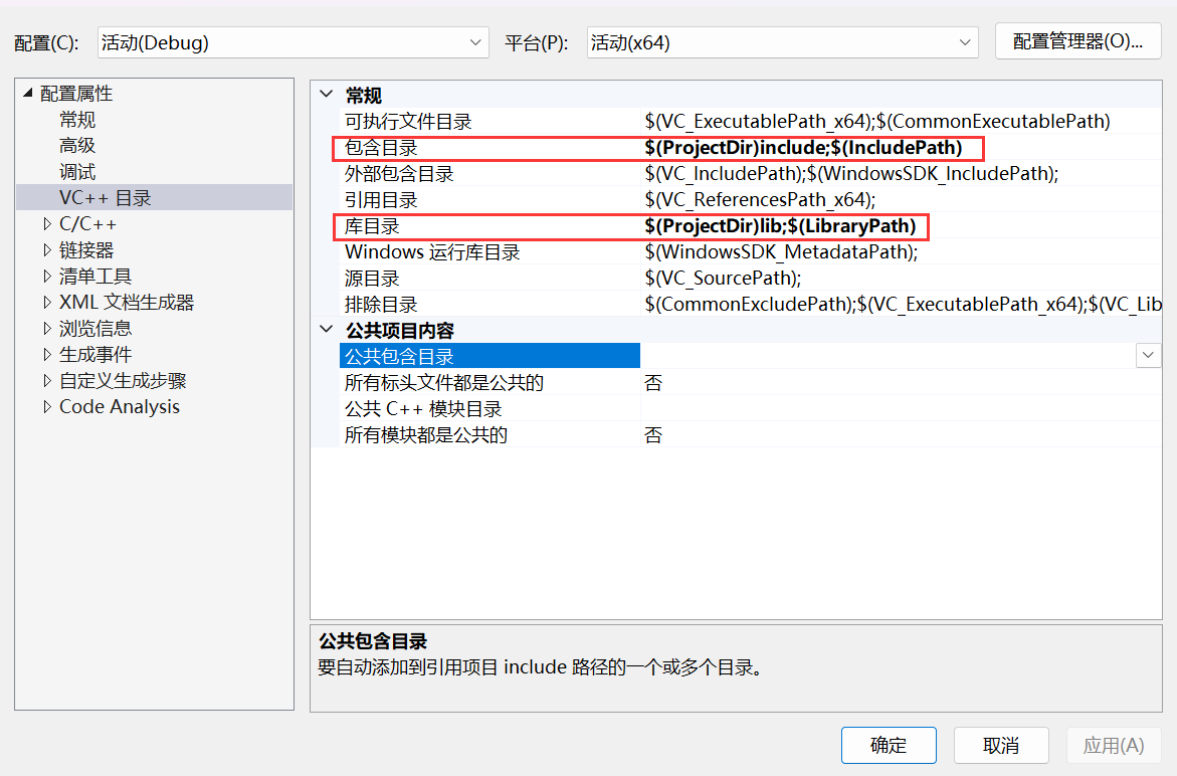 配置(C): 活动(Debug) 平台(P): 活动(x64) 配置管理器(O)...
配置属性
常规
高级
调试
VC++ 目录
C/C++
链接器
清单工具
XML 文档生成器
浏览信息
生成事件
自定义生成步骤
Code Analysis
常规
可执行文件目录 $(VC_ExecutablePath_x64);$(CommonExecutablePath)
包含目录 $(ProjectDir)include;$(IncludePath)
外部包含目录 $(VC_IncludePath);$(WindowsSDK_IncludePath);
引用目录 $(VC_ReferencesPath_x64);
库目录 $(ProjectDir)lib;$(LibraryPath)
Windows 运行库目录 $(WindowsSDK_MetadataPath);
源目录 $(VC_SourcePath);
排除目录 $(CommonExcludePath);$(VC_ExecutablePath_x64);$(VC_Lib
公共项目内容
公共包含目录
所有标头文件都是公共的 否
公共 C++ 模块目录
所有模块都是公共的 否
公共包含目录
要自动添加到引用项目 include 路径的一个或多个目录。
确定 取消 应用(A)